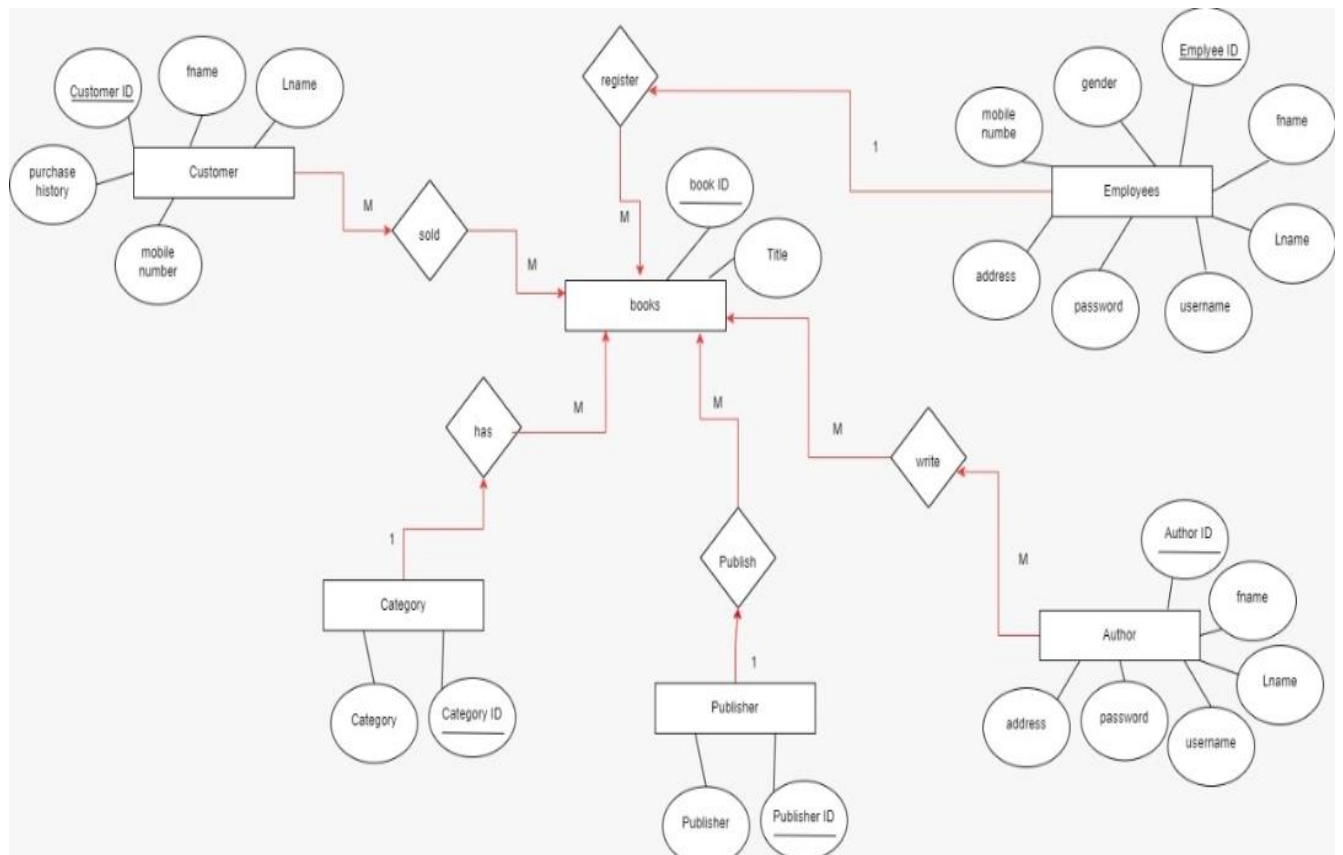 Customer ID
fname
Lname
purchase
history
Customer
mobile
number
M
sold
M
register
M
1
book ID
Title
books
Emplyee ID
gender
mobile
numbe
fname
Employees
Lname
address
password
username
has
M
1
Category
Category
Category ID
M
Publish
1
Publisher
Publisher
Publisher ID
M
write
M
Author ID
fname
Author
Lname
address
password
username